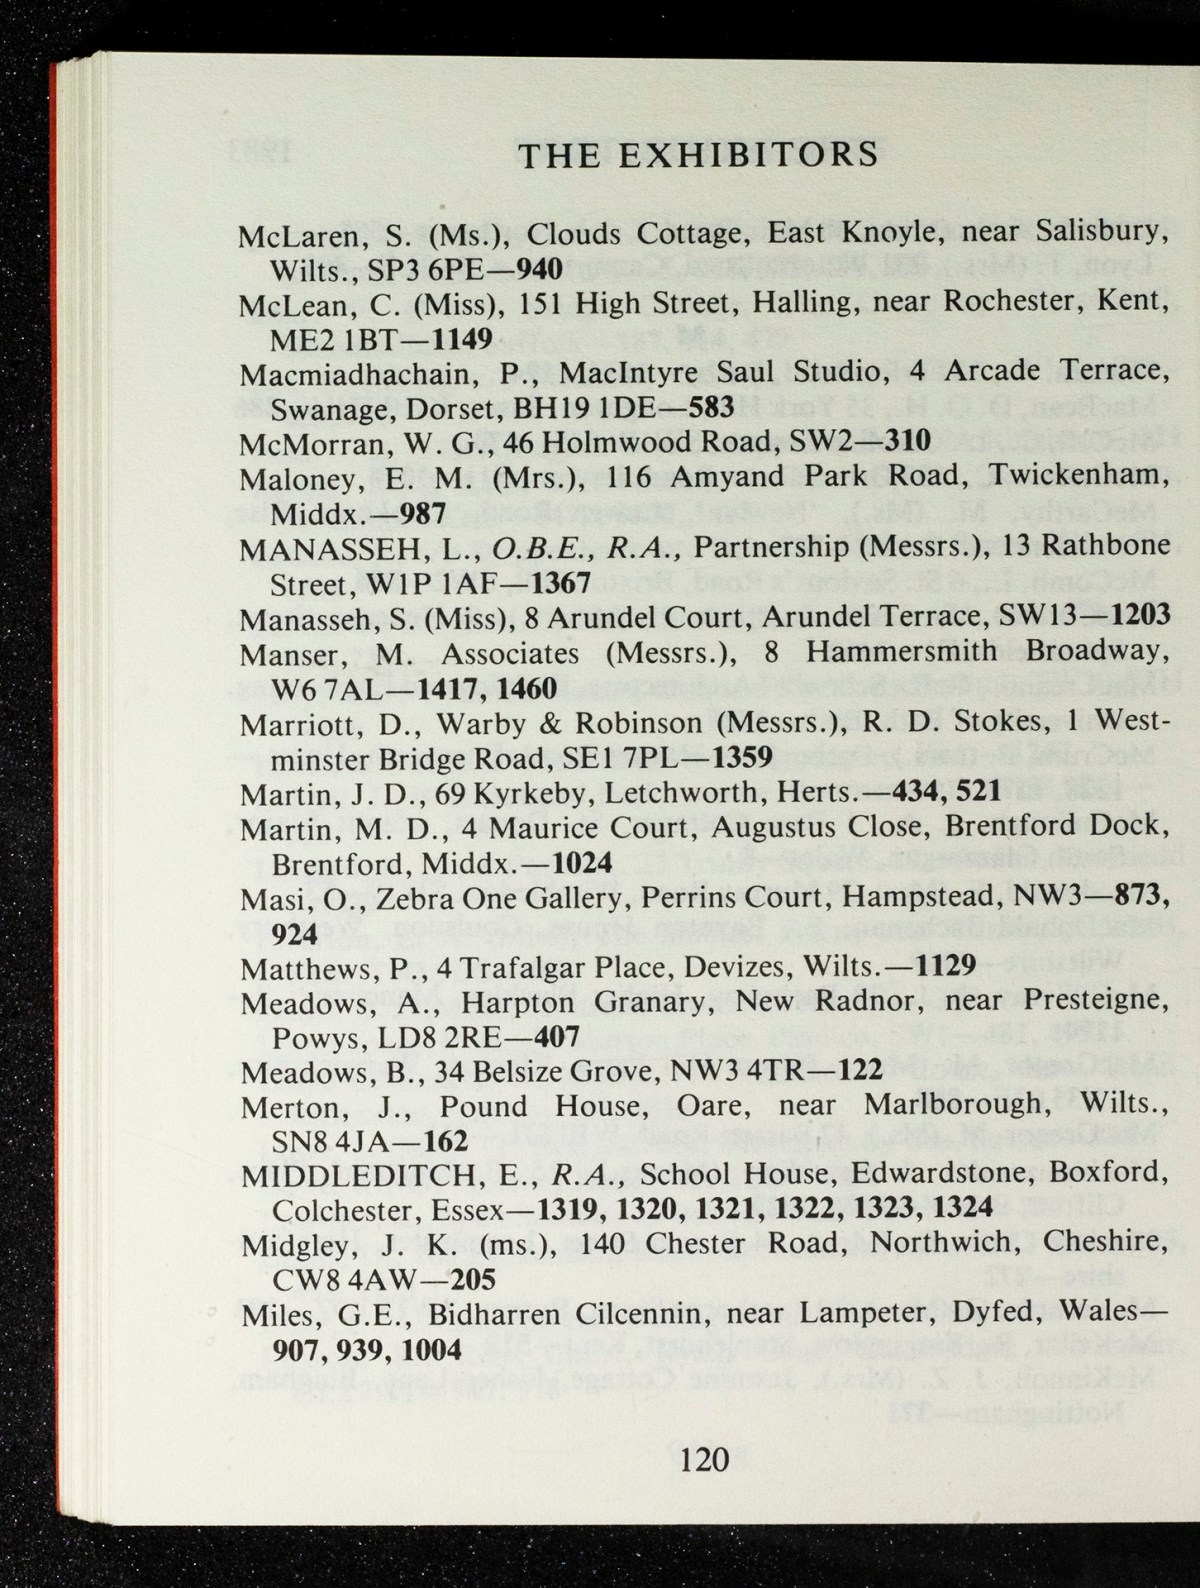 THE EXHIBITORS
McLaren, S. (Ms.), Clouds Cottage, East Knoyle, near Salisbury,
Wilts., SP3 6PE—940
McLean, C. (Miss), 151 High Street, Halling, near Rochester, Kent,
ME2 1BT—1149
Macmiadhachain, P., MacIntyre Saul Studio, 4 Arcade Terrace,
Swanage, Dorset, BH19 1DE—583
McMorran, W. G., 46 Holmwood Road, SW2—310
Maloney, E. M. (Mrs.), 116 Amyand Park Road, Twickenham,
Middx.—987
MANASSEH, L., O.B.E., R.A., Partnership (Messrs.), 13 Rathbone
Street, W1P 1AF—1367
Manasseh, S. (Miss), 8 Arundel Court, Arundel Terrace, SW13—1203
Manser, M. Associates (Messrs.), 8 Hammersmith Broadway,
W6 7AL—1417, 1460
Marriott, D., Warby & Robinson (Messrs.), R. D. Stokes, 1 West-
minster Bridge Road, SE1 7PL—1359
Martin, J. D., 69 Kyrkeby, Letchworth, Herts.—434, 521
Martin, M. D., 4 Maurice Court, Augustus Close, Brentford Dock,
Brentford, Middx.—1024
Masi, O., Zebra One Gallery, Perrins Court, Hampstead, NW3—873,
924
Matthews, P., 4 Trafalgar Place, Devizes, Wilts.—1129
Meadows, A., Harpton Granary, New Radnor, near Presteigne,
Powys, LD8 2RE—407
Meadows, B., 34 Belsize Grove, NW3 4TR—122
Merton, J., Pound House, Oare, near Marlborough, Wilts.,
SN8 4JA—162
MIDDLEDITCH, E., R.A., School House, Edwardstone, Boxford,
Colchester, Essex—1319, 1320, 1321, 1322, 1323, 1324
Midgley, J. K. (ms.), 140 Chester Road, Northwich, Cheshire,
CW8 4AW—205
Miles, G.E., Bidharren Cilcennin, near Lampeter, Dyfed, Wales—
907, 939, 1004
120